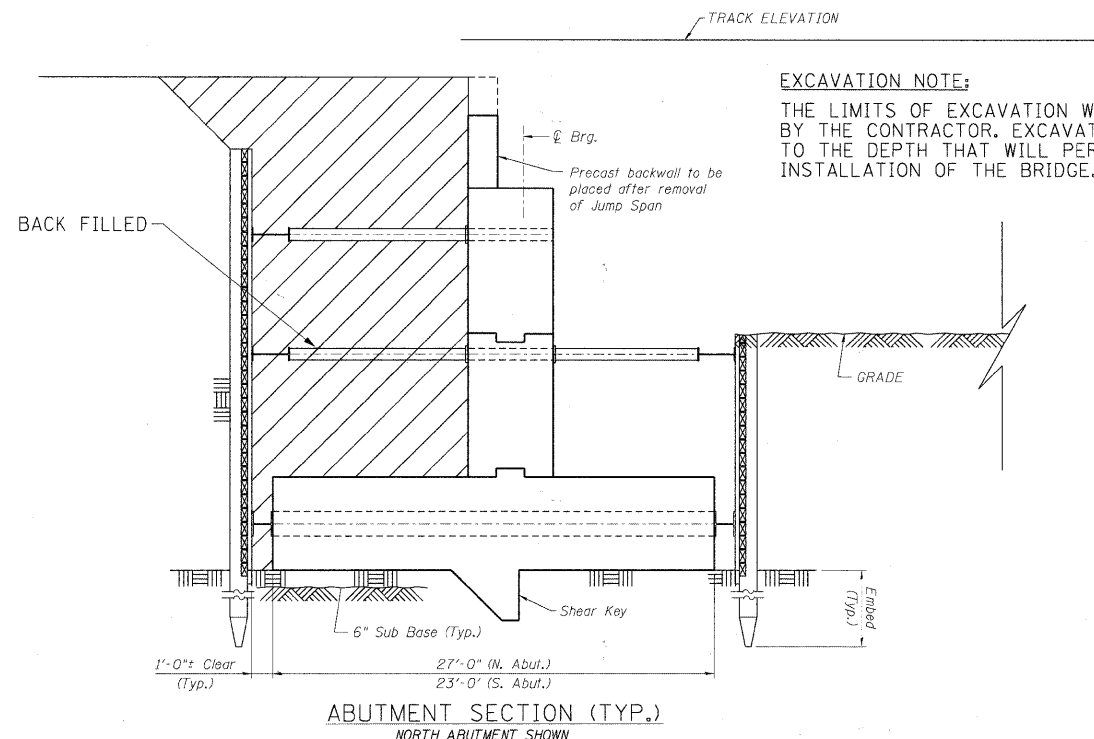 TRACK ELEVATION
EXCAVATION NOTE:
THE LIMITS OF EXCAVATION W
BY THE CONTRACTOR. EXCAVAT
TO THE DEPTH THAT WILL PER
INSTALLATION OF THE BRIDGE.
℄ Brg.
Precast backwall to be
placed after removal
of Jump Span
BACK FILLED
GRADE
Shear Key
6" Sub Base (Typ.)
Embed
(Typ.)
1'-0"± Clear
(Typ.)
27'-0" (N. Abut.)
23'-0' (S. Abut.)
ABUTMENT SECTION (TYP.)
NORTH ABUTMENT SHOWN